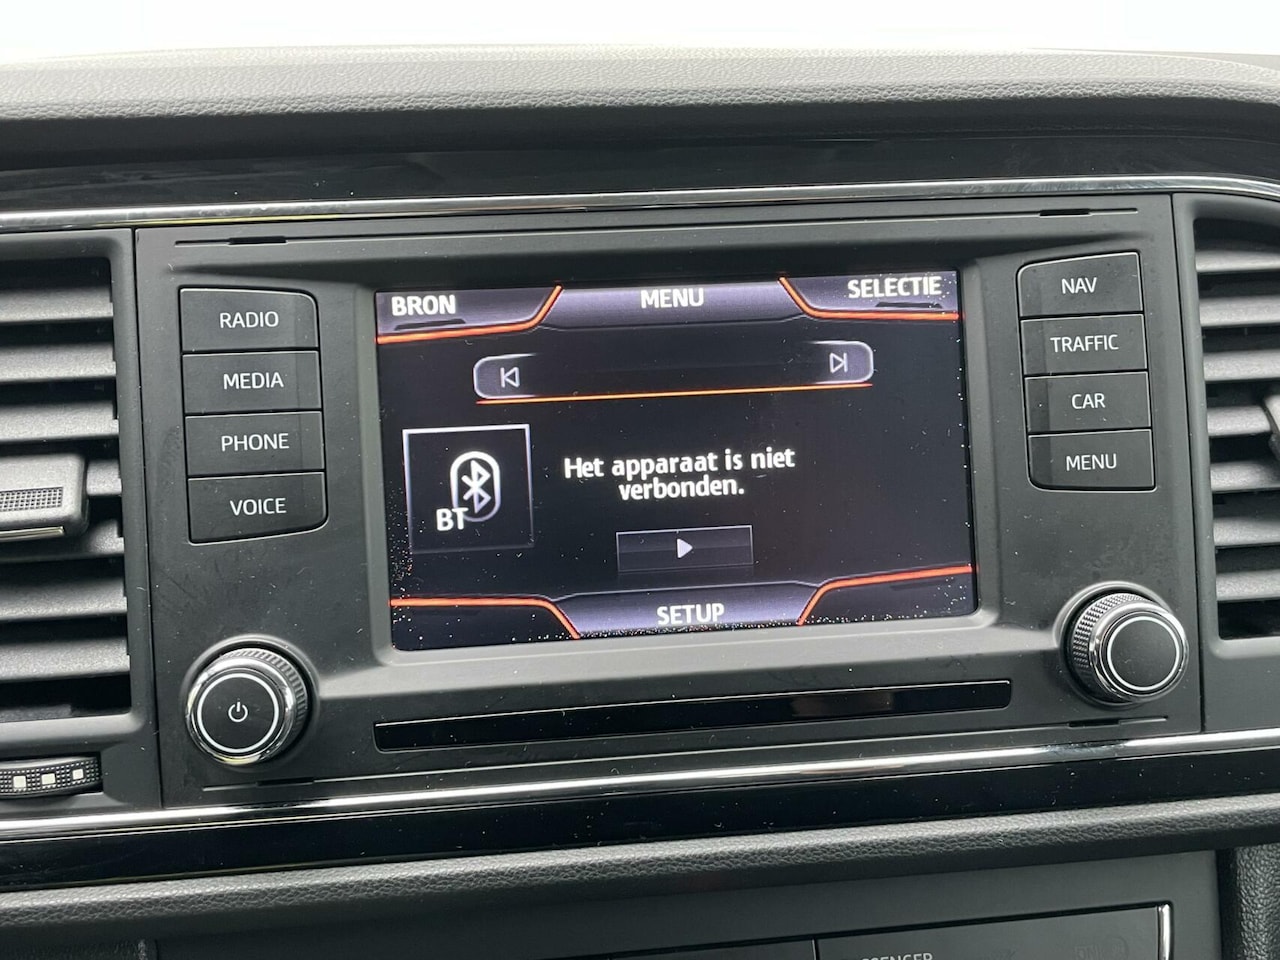 BRON
MENU
SELECTIE
RADIO
MEDIA
PHONE
VOICE
Het apparaat is niet
verbonden.
BT
SETUP
NAV
TRAFFIC
CAR
MENU